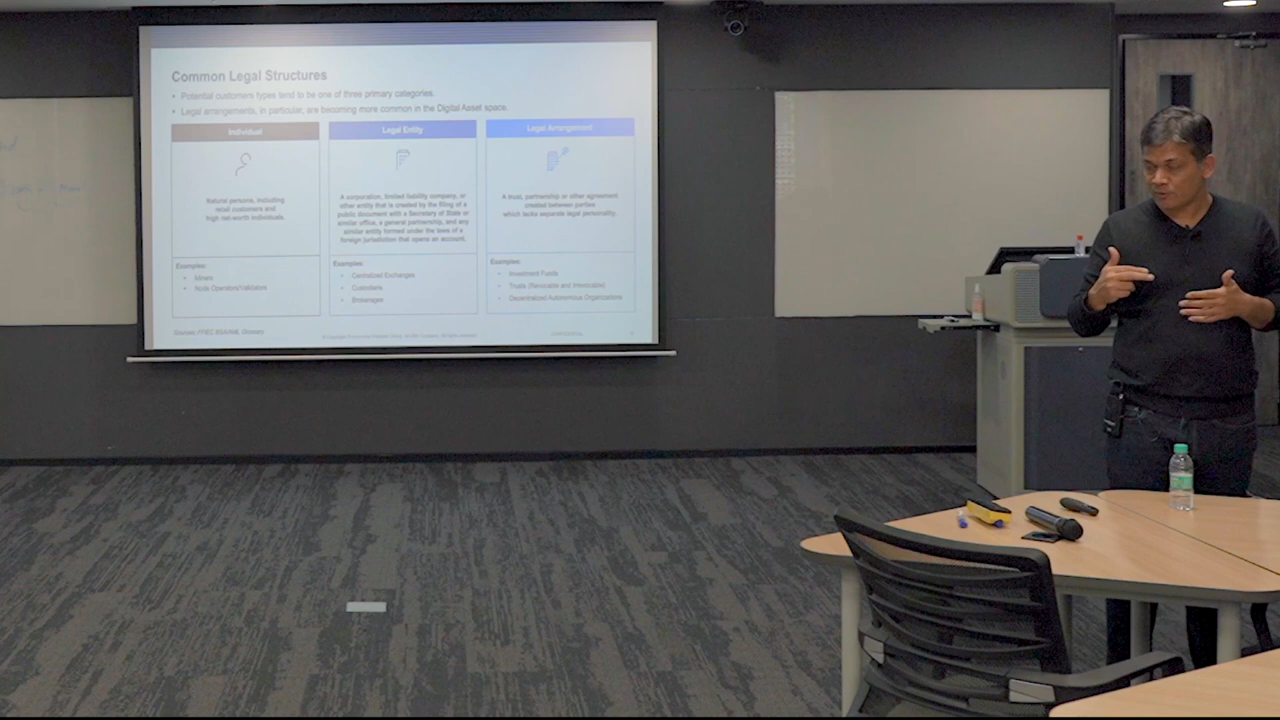 Common Legal Structures
• Potential customers types tend to be one of three primary categories.
• Legal arrangements, in particular, are becoming more common in the Digital Asset space.
Individual
Natural persons, including
retail customers and
high net-worth individuals.
Examples:
• Miners
• Node Operators/Validators
Legal Entity
A corporation, limited liability company, or
other entity that is created by the filing of a
public document with a Secretary of State or
similar office, a general partnership, and any
similar entity formed under the laws of a
foreign jurisdiction that opens an account.
Examples:
• Centralized Exchanges
• Custodians
• Brokerages
Legal Arrangement
A trust, partnership or other agreement
created between parties
which lacks separate legal personality.
Examples:
• Investment Funds
• Trusts (Revocable and Irrevocable)
• Decentralized Autonomous Organizations
Sources: FFIEC BSA/AML Glossary